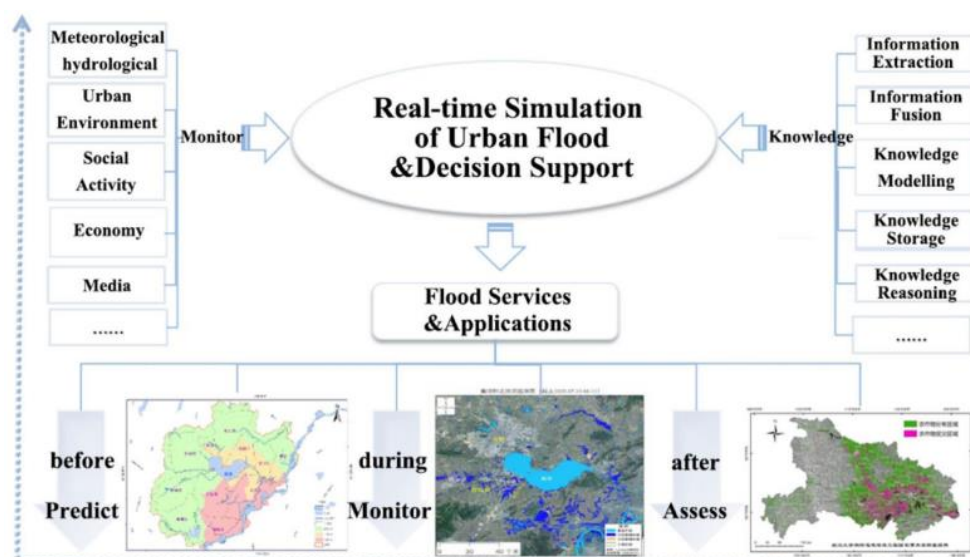 Meteorological
hydrological
Urban
Environment
Social
Activity
Economy
Media
......
Monitor
Real-time Simulation
of Urban Flood
&Decision Support
Knowledge
Information
Extraction
Information
Fusion
Knowledge
Modelling
Knowledge
Storage
Knowledge
Reasoning
......
Flood Services
&Applications
before
Predict
during
Monitor
after
Assess